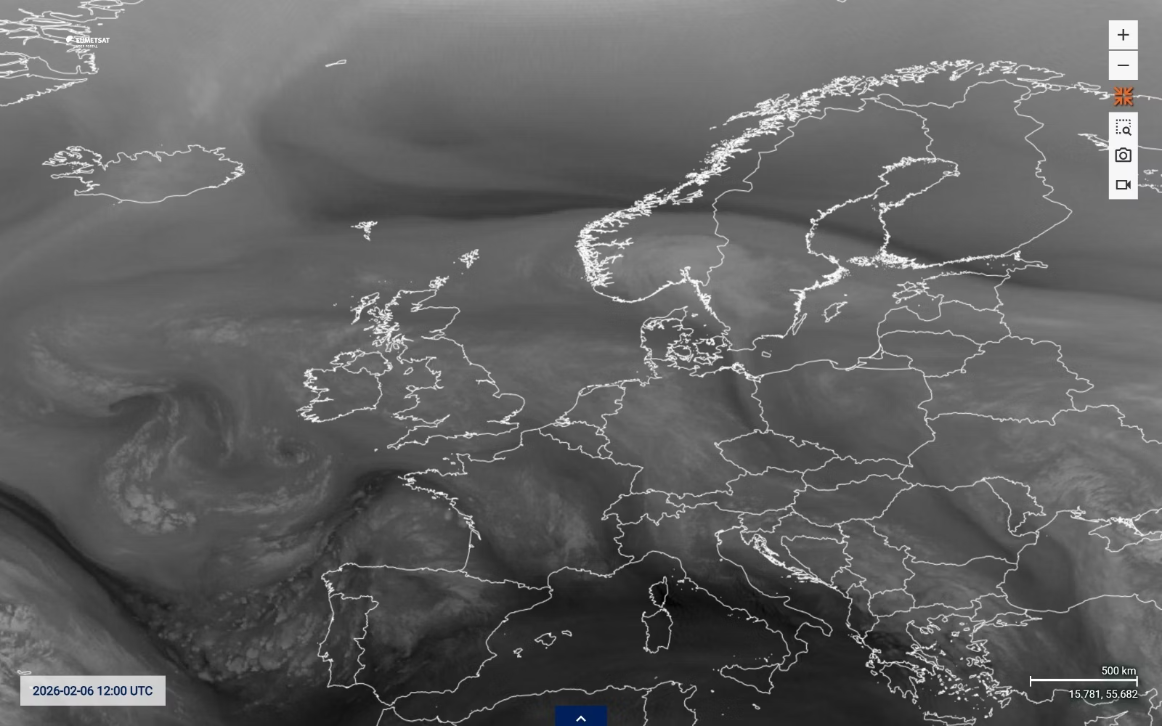 EUMETSAT
+
−
2026-02-06 12:00 UTC
500 km
15.781, 55.682